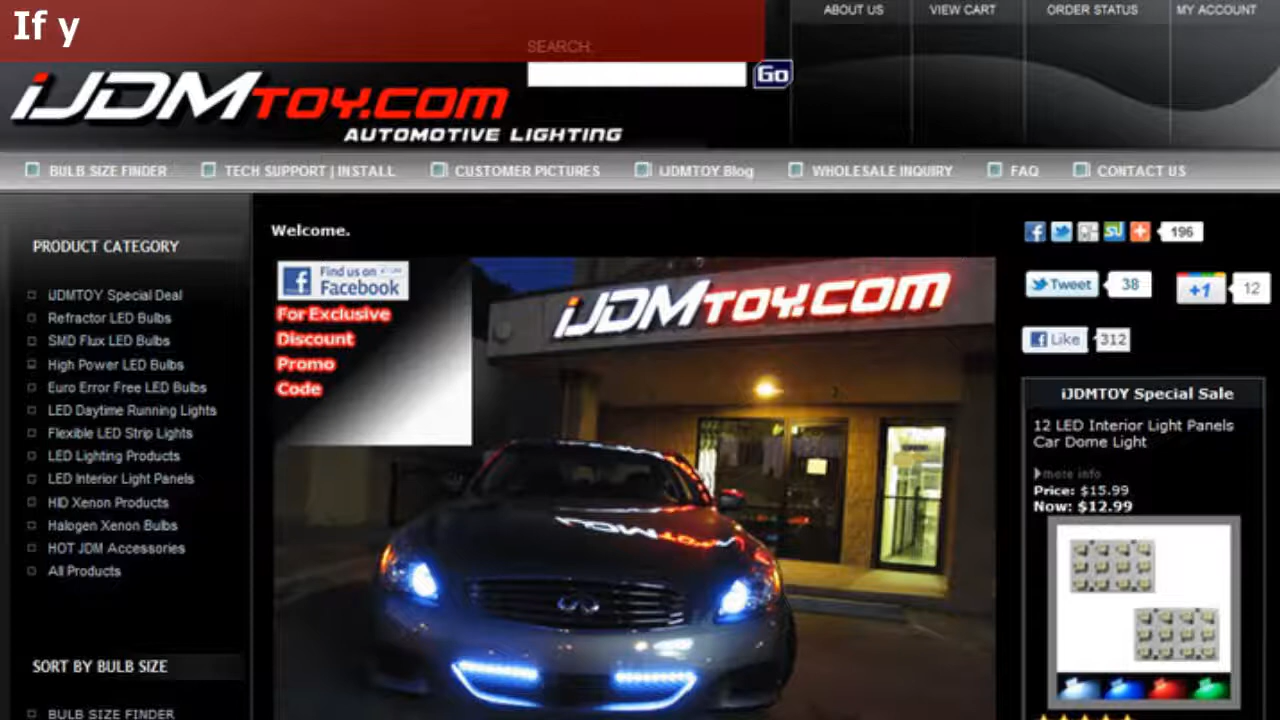 If y
ABOUT US
VIEW CART
ORDER STATUS
MY ACCOUNT
SEARCH:
Go
iJDMTOY.COM
AUTOMOTIVE LIGHTING
BULB SIZE FINDER
TECH SUPPORT | INSTALL
CUSTOMER PICTURES
iJDMTOY Blog
WHOLESALE INQUIRY
FAQ
CONTACT US
PRODUCT CATEGORY
iJDMTOY Special Deal
Refractor LED Bulbs
SMD Flux LED Bulbs
High Power LED Bulbs
Euro Error Free LED Bulbs
LED Daytime Running Lights
Flexible LED Strip Lights
LED Lighting Products
LED Interior Light Panels
HID Xenon Products
Halogen Xenon Bulbs
HOT JDM Accessories
All Products
SORT BY BULB SIZE
BULB SIZE FINDER
Welcome.
Find us on
Facebook
For Exclusive
Discount
Promo
Code
iJDMTOY.COM
196
Tweet
38
+1
12
Like
312
iJDMTOY Special Sale
12 LED Interior Light Panels
Car Dome Light
more info
Price: $15.99
Now: $12.99